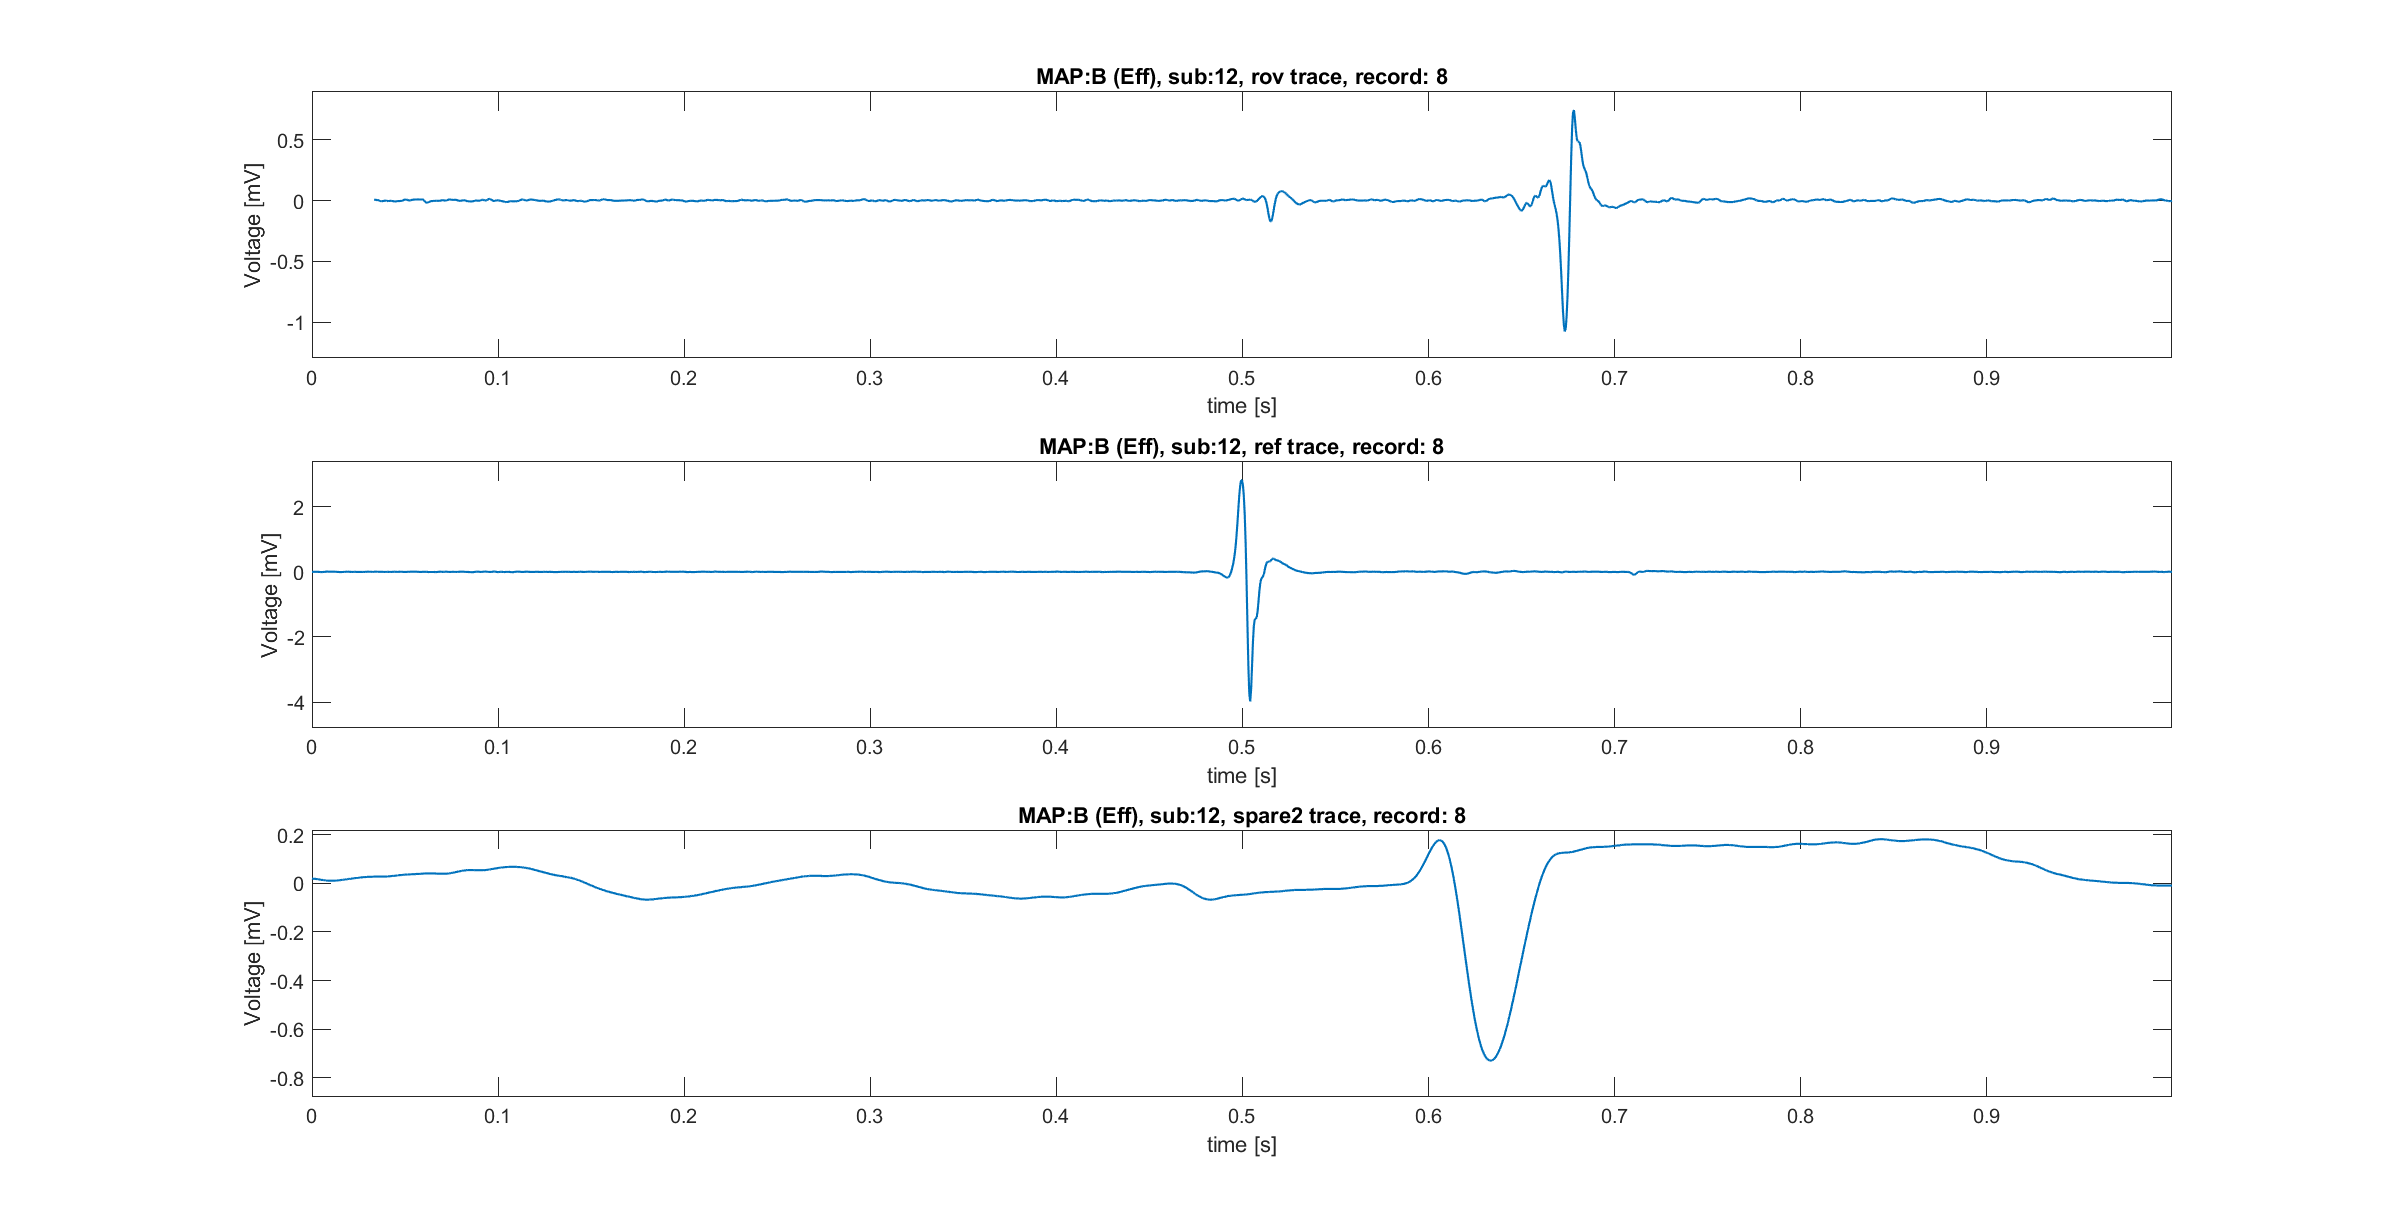 MAP:B (Eff), sub:12, rov trace, record: 8
0.5
0
-0.5
-1
Voltage [mV]
0 0.1 0.2 0.3 0.4 0.5 0.6 0.7 0.8 0.9
time [s]
MAP:B (Eff), sub:12, ref trace, record: 8
2
0
-2
-4
Voltage [mV]
0 0.1 0.2 0.3 0.4 0.5 0.6 0.7 0.8 0.9
time [s]
MAP:B (Eff), sub:12, spare2 trace, record: 8
0.2
0
-0.2
-0.4
-0.6
-0.8
Voltage [mV]
0 0.1 0.2 0.3 0.4 0.5 0.6 0.7 0.8 0.9
time [s]